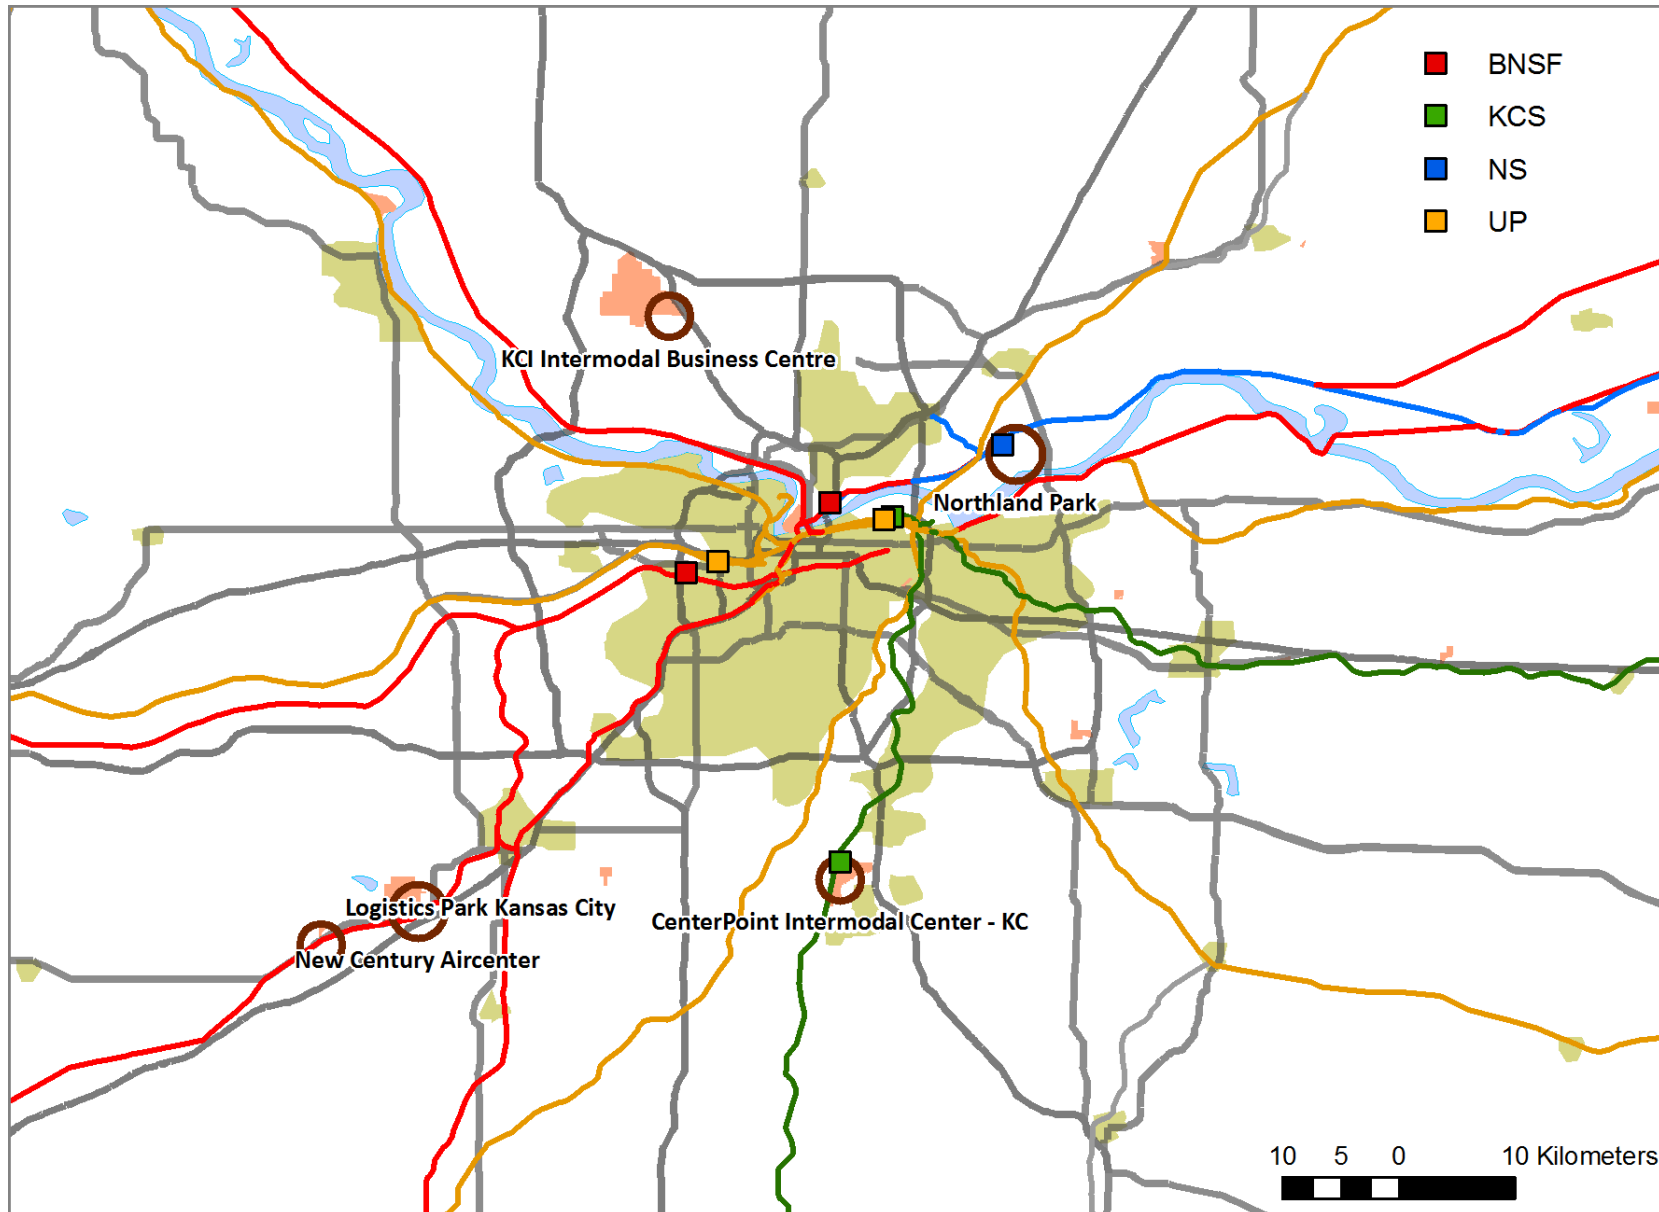 BNSF
KCS
NS
UP
KCI Intermodal Business Centre
Northland Park
Logistics Park Kansas City
CenterPoint Intermodal Center - KC
New Century Aircenter
10 5 0 10 Kilometers